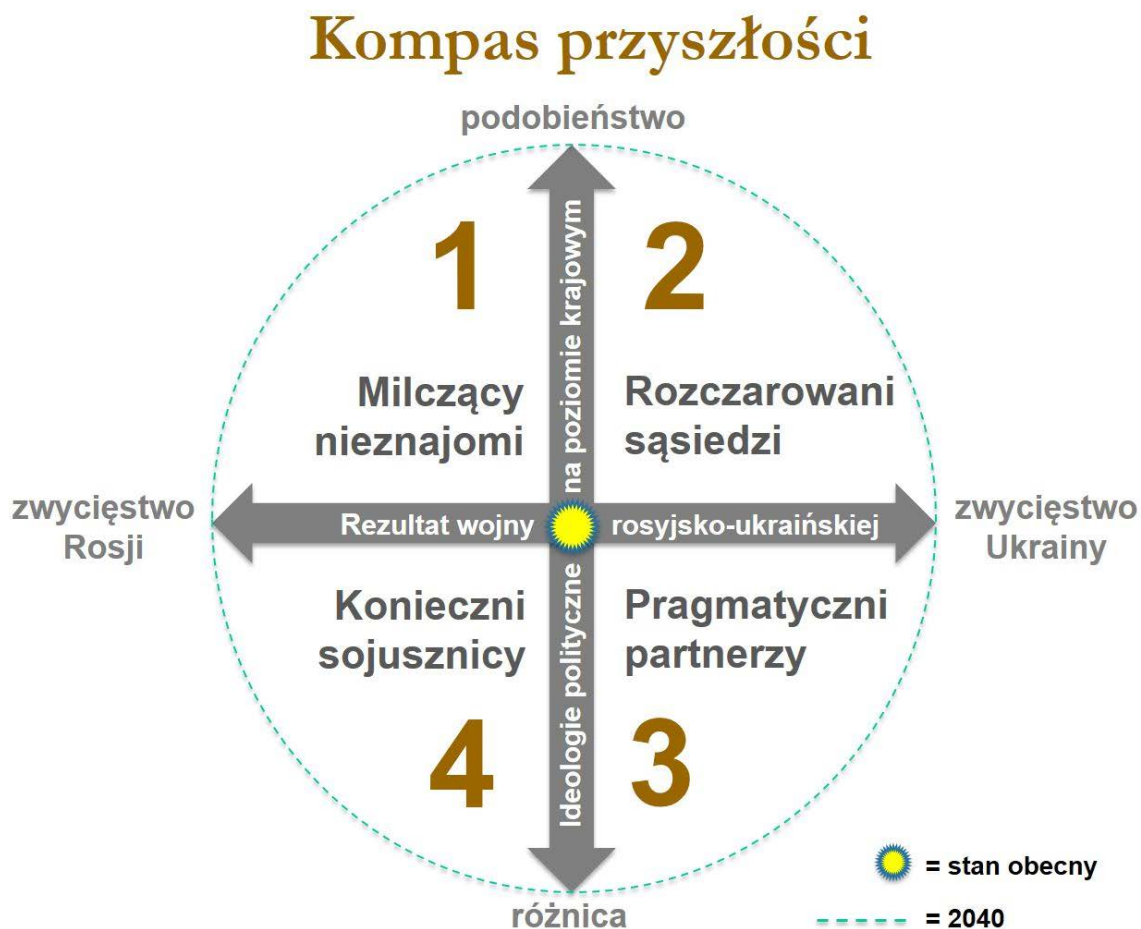 Kompas przyszłości
podobieństwo
1
2
Milczący
nieznajomi
Rozczarowani
sąsiedzi
Ideologie polityczne na poziomie krajowym
zwycięstwo
Rosji
Rezultat wojny rosyjsko-ukraińskiej
zwycięstwo
Ukrainy
Konieczni
sojusznicy
Pragmatyczni
partnerzy
4
3
różnica
= stan obecny
= 2040